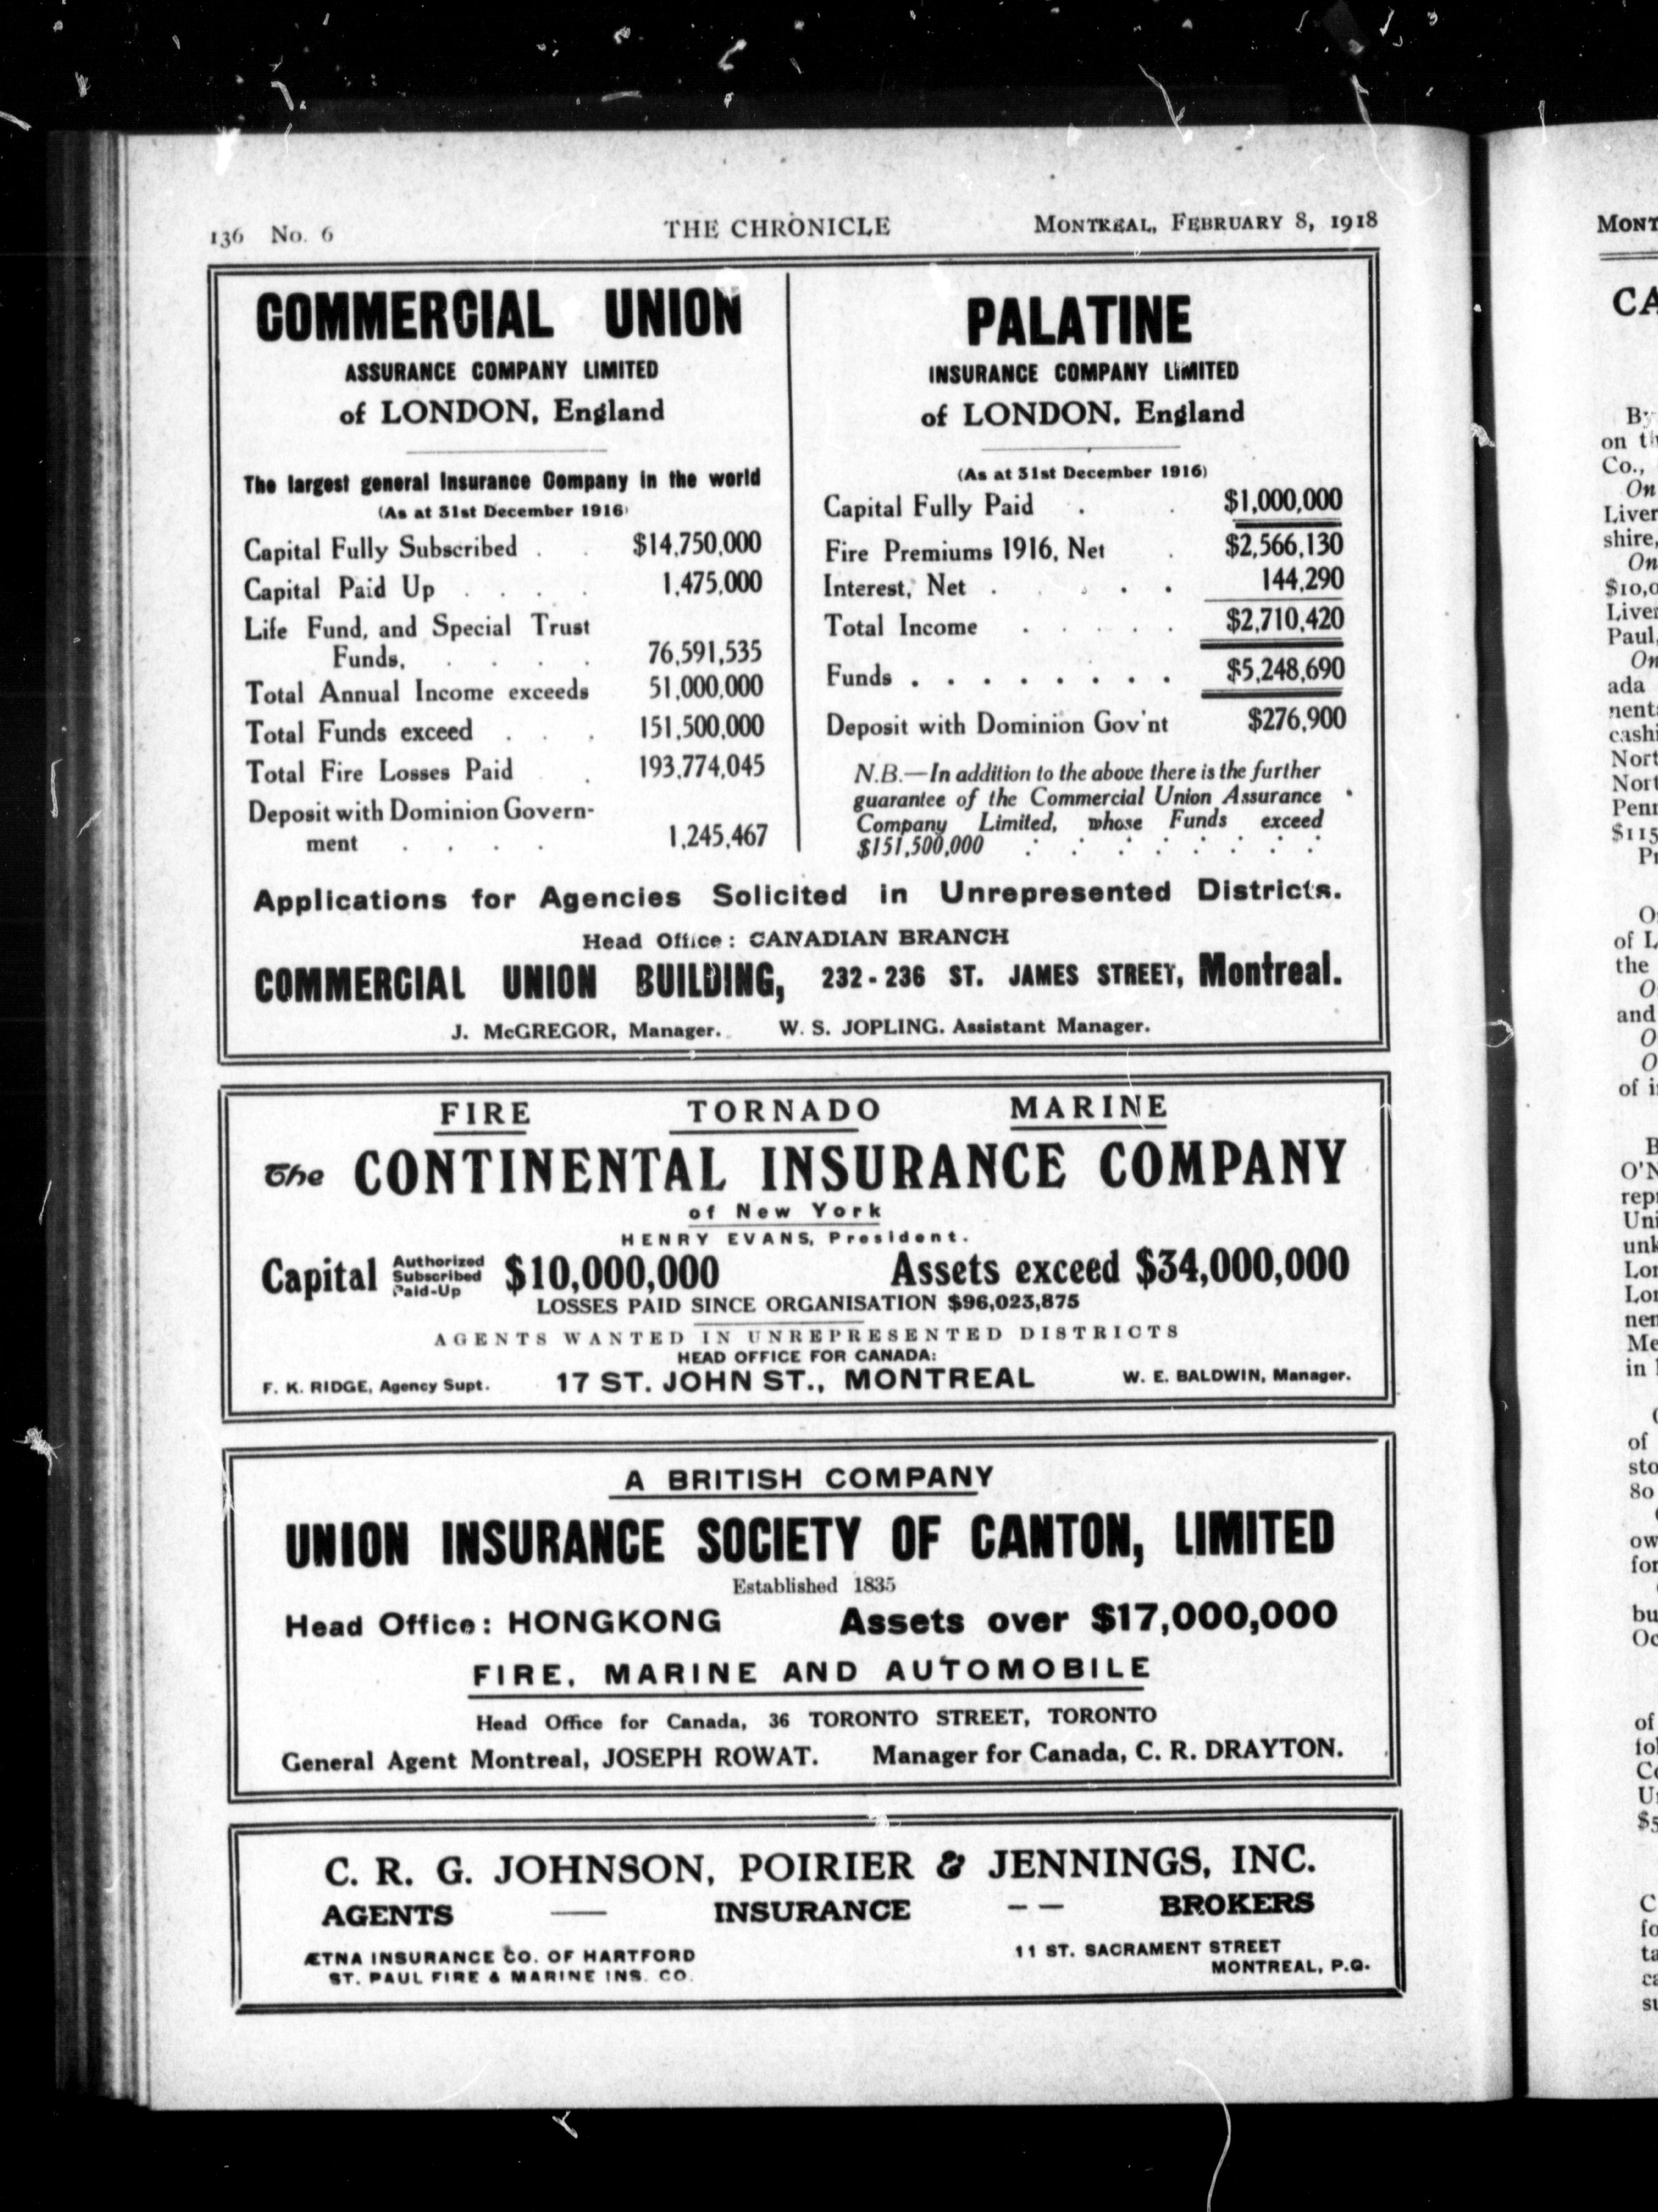 136 No. 6 THE CHRONICLE MONTREAL, FEBRUARY 8, 1918
COMMERCIAL UNION
ASSURANCE COMPANY LIMITED
of LONDON, England
The largest general Insurance Company in the world
(As at 31st December 1916)
Capital Fully Subscribed . . $14,750,000
Capital Paid Up . . . . 1,475,000
Life Fund, and Special Trust
Funds, . . . . 76,591,535
Total Annual Income exceeds 51,000,000
Total Funds exceed . . . 151,500,000
Total Fire Losses Paid . . 193,774,045
Deposit with Dominion Govern-
ment . . . . 1,245,467
PALATINE
INSURANCE COMPANY LIMITED
of LONDON, England
(As at 31st December 1916)
Capital Fully Paid . . $1,000,000
Fire Premiums 1916, Net . $2,566,130
Interest, Net . . . . . 144,290
Total Income . . . . . $2,710,420
Funds . . . . . . . . $5,248,690
Deposit with Dominion Gov'nt $276,900
N.B.—In addition to the above there is the further
guarantee of the Commercial Union Assurance
Company Limited, whose Funds exceed
$151,500,000 : . : . : . : .
Applications for Agencies Solicited in Unrepresented Districts.
Head Office: CANADIAN BRANCH
COMMERCIAL UNION BUILDING, 232-236 ST. JAMES STREET, Montreal.
J. McGREGOR, Manager. W. S. JOPLING, Assistant Manager.
FIRE TORNADO MARINE
The CONTINENTAL INSURANCE COMPANY
of New York
HENRY EVANS, President.
Capital Authorized Subscribed Paid-Up $10,000,000 Assets exceed $34,000,000
LOSSES PAID SINCE ORGANISATION $96,023,875
AGENTS WANTED IN UNREPRESENTED DISTRICTS
HEAD OFFICE FOR CANADA:
F. K. RIDGE, Agency Supt. 17 ST. JOHN ST., MONTREAL W. E. BALDWIN, Manager.
A BRITISH COMPANY
UNION INSURANCE SOCIETY OF CANTON, LIMITED
Established 1835
Head Office: HONGKONG Assets over $17,000,000
FIRE, MARINE AND AUTOMOBILE
Head Office for Canada, 36 TORONTO STREET, TORONTO
General Agent Montreal, JOSEPH ROWAT. Manager for Canada, C. R. DRAYTON.
C. R. G. JOHNSON, POIRIER & JENNINGS, INC.
AGENTS — INSURANCE — — BROKERS
ÆTNA INSURANCE CO. OF HARTFORD
ST. PAUL FIRE & MARINE INS. CO.
11 ST. SACRAMENT STREET
MONTREAL, P.Q.